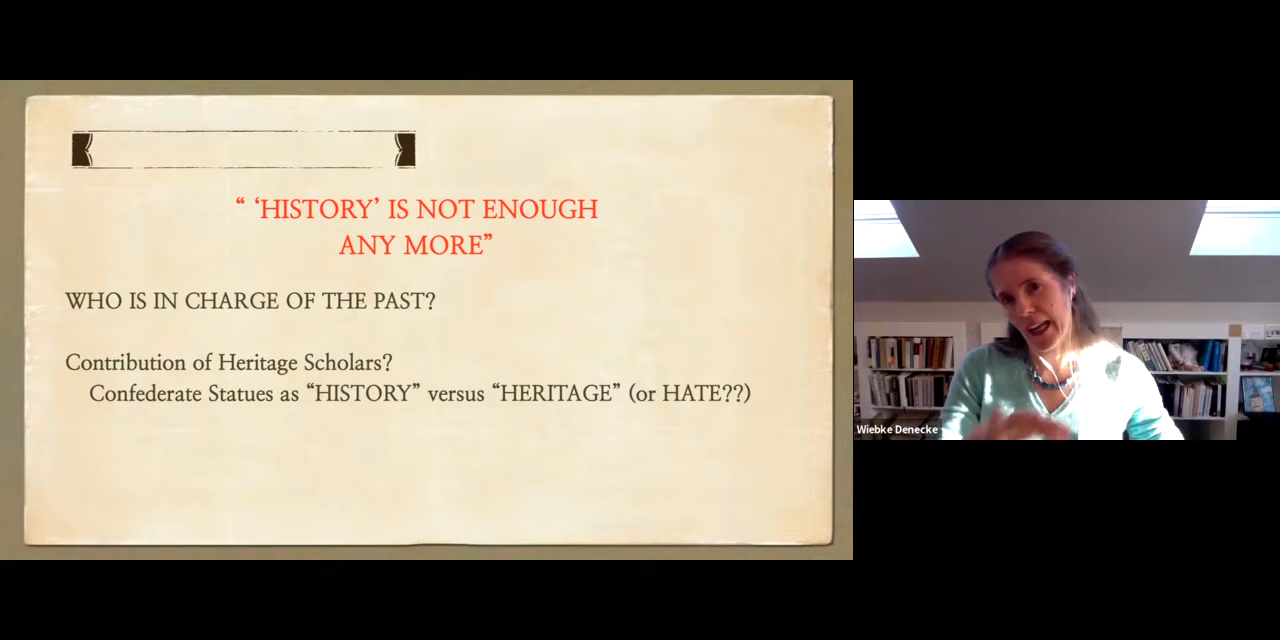 “ ‘HISTORY’ IS NOT ENOUGH
ANY MORE”
WHO IS IN CHARGE OF THE PAST?
Contribution of Heritage Scholars?
Confederate Statues as “HISTORY” versus “HERITAGE” (or HATE??)
Wiebke Denecke